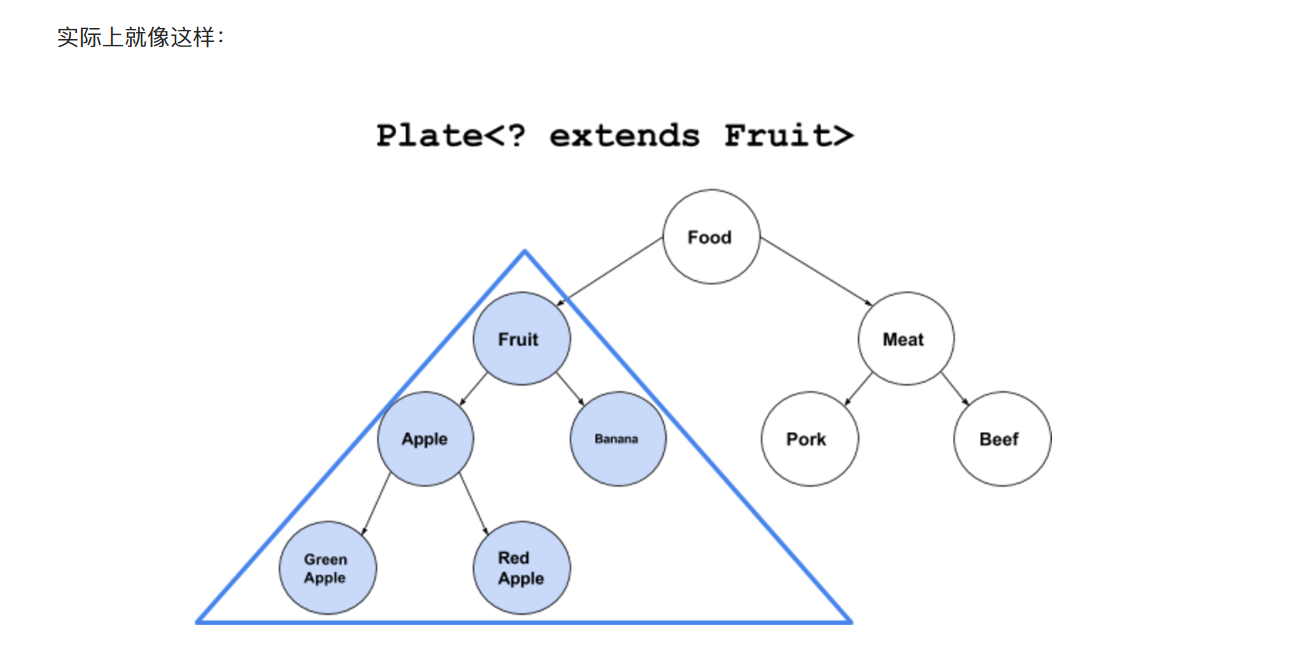 实际上就像这样：
Plate<? extends Fruit>
Food
Fruit
Meat
Apple
Banana
Pork
Beef
Green
Apple
Red
Apple